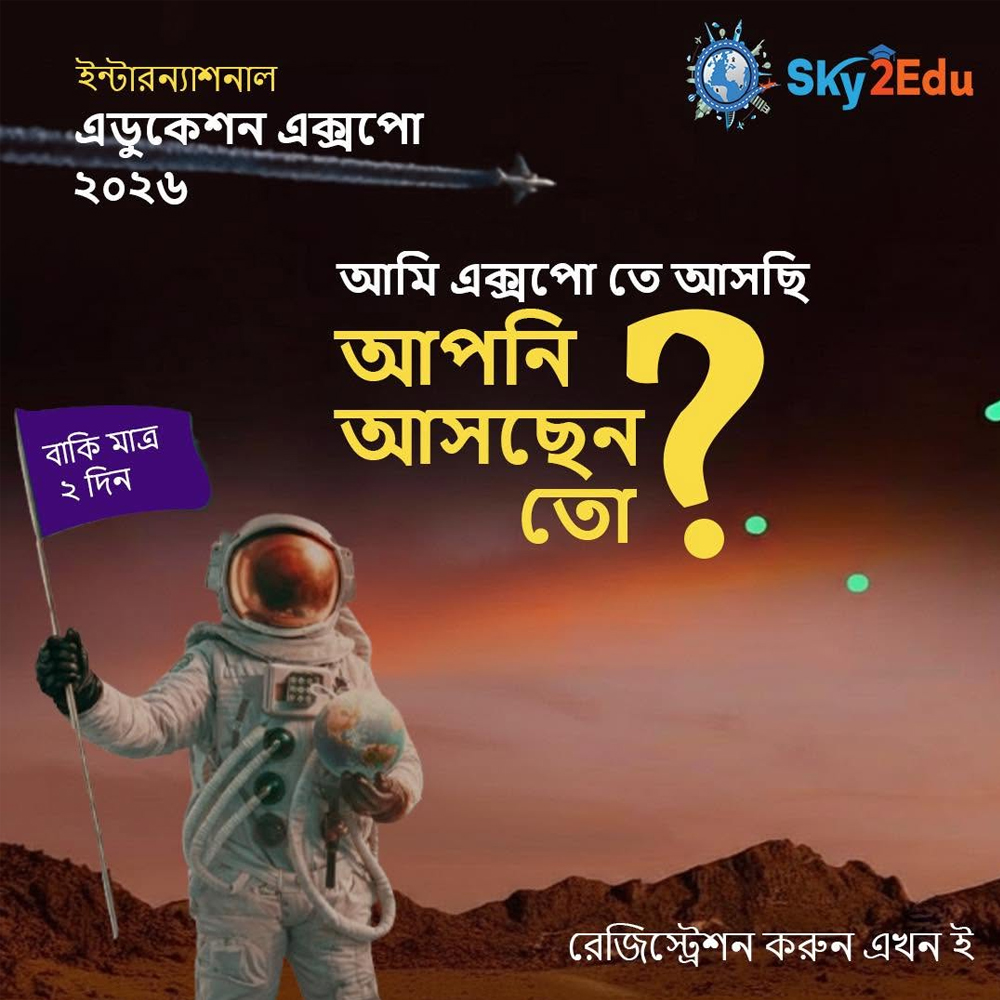 ইন্টারন্যাশনাল
এডুকেশন এক্সপো
২০২৬
Sky2Edu
আমি এক্সপো তে আসছি
আপনি
আসছেন
তো?
বাকি মাত্র
২ দিন
রেজিস্ট্রেশন করুন এখন ই